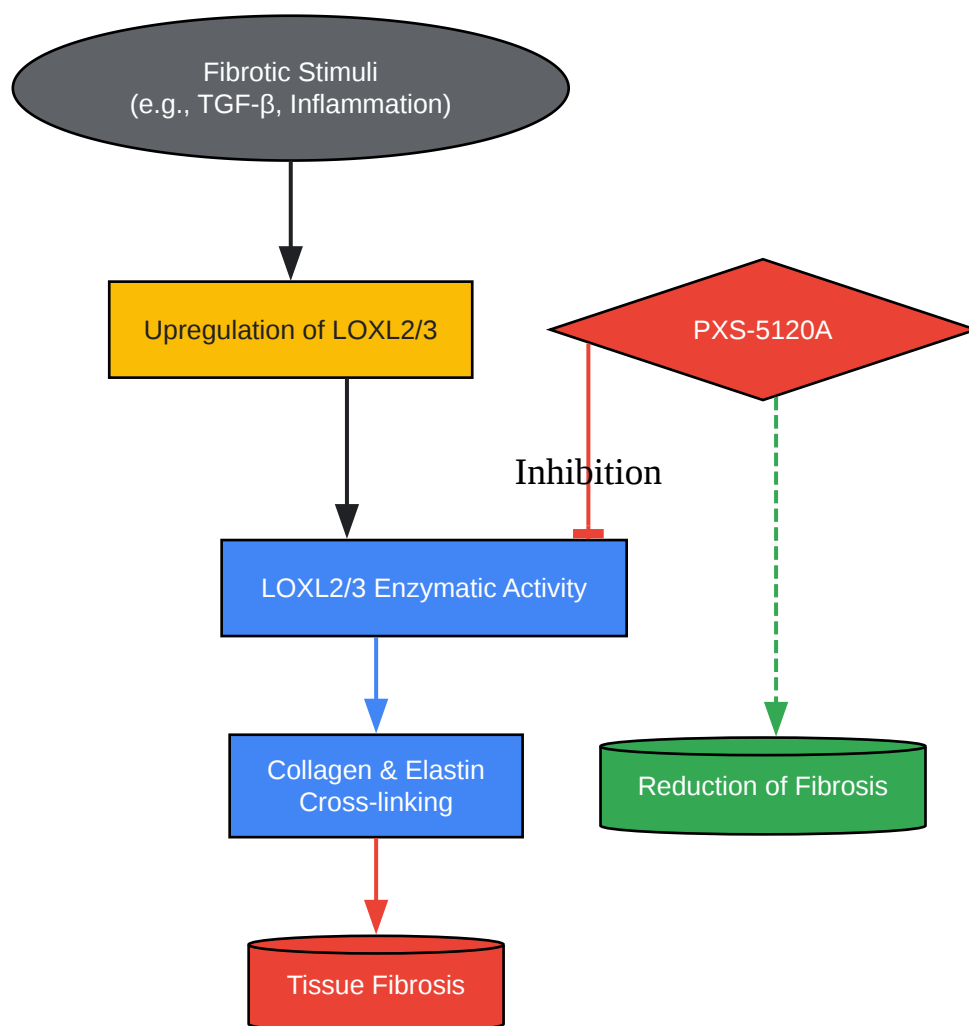 Fibrotic Stimuli
(e.g., TGF-β, Inflammation)
Upregulation of LOXL2/3
PXS-5120A
Inhibition
LOXL2/3 Enzymatic Activity
Collagen & Elastin
Cross-linking
Reduction of Fibrosis
Tissue Fibrosis